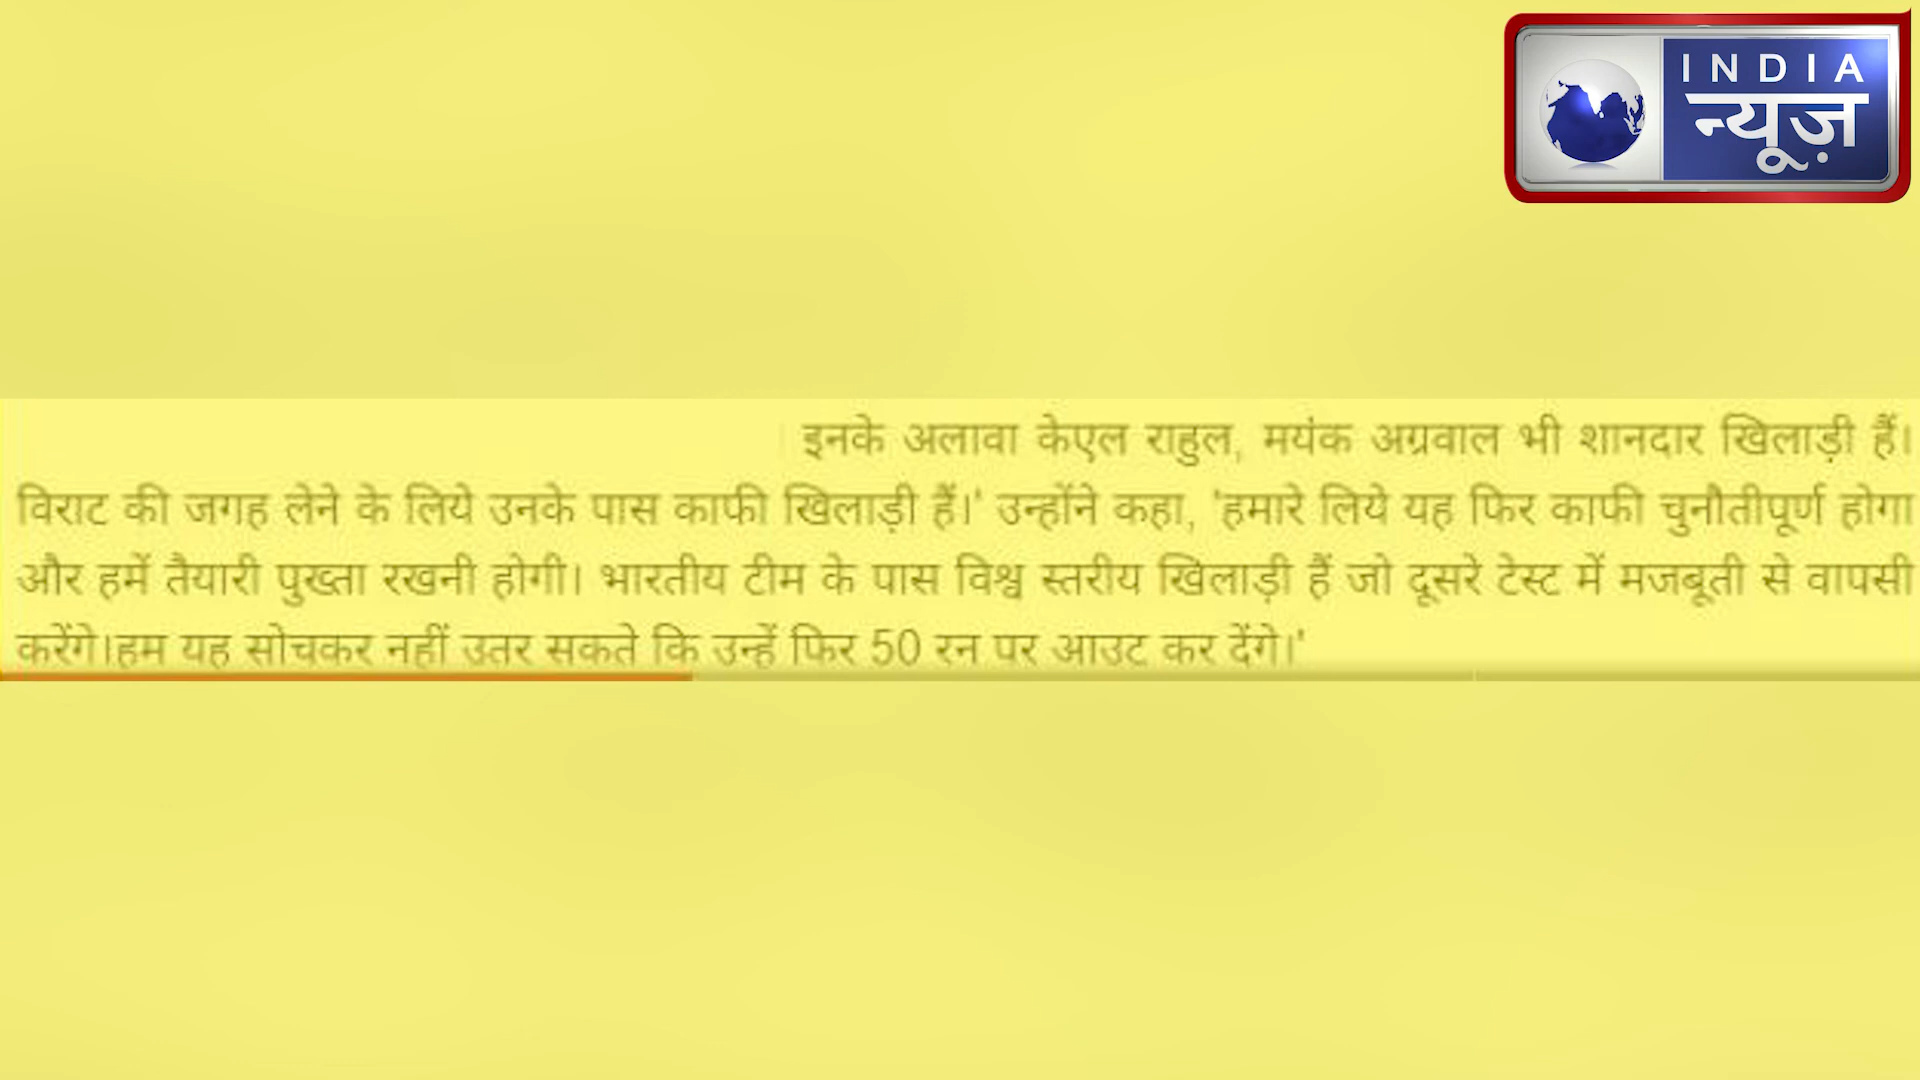 INDIA
न्यूज़
इनके अलावा केएल राहुल, मयंक अग्रवाल भी शानदार खिलाड़ी हैं।
विराट की जगह लेने के लिये उनके पास काफी खिलाड़ी हैं।' उन्होंने कहा, 'हमारे लिये यह फिर काफी चुनौतीपूर्ण होगा
और हमें तैयारी पुख्ता रखनी होगी। भारतीय टीम के पास विश्व स्तरीय खिलाड़ी हैं जो दूसरे टेस्ट में मजबूती से वापसी
करेंगे।हम यह सोचकर नहीं उतर सकते कि उन्हें फिर 50 रन पर आउट कर देंगे।'